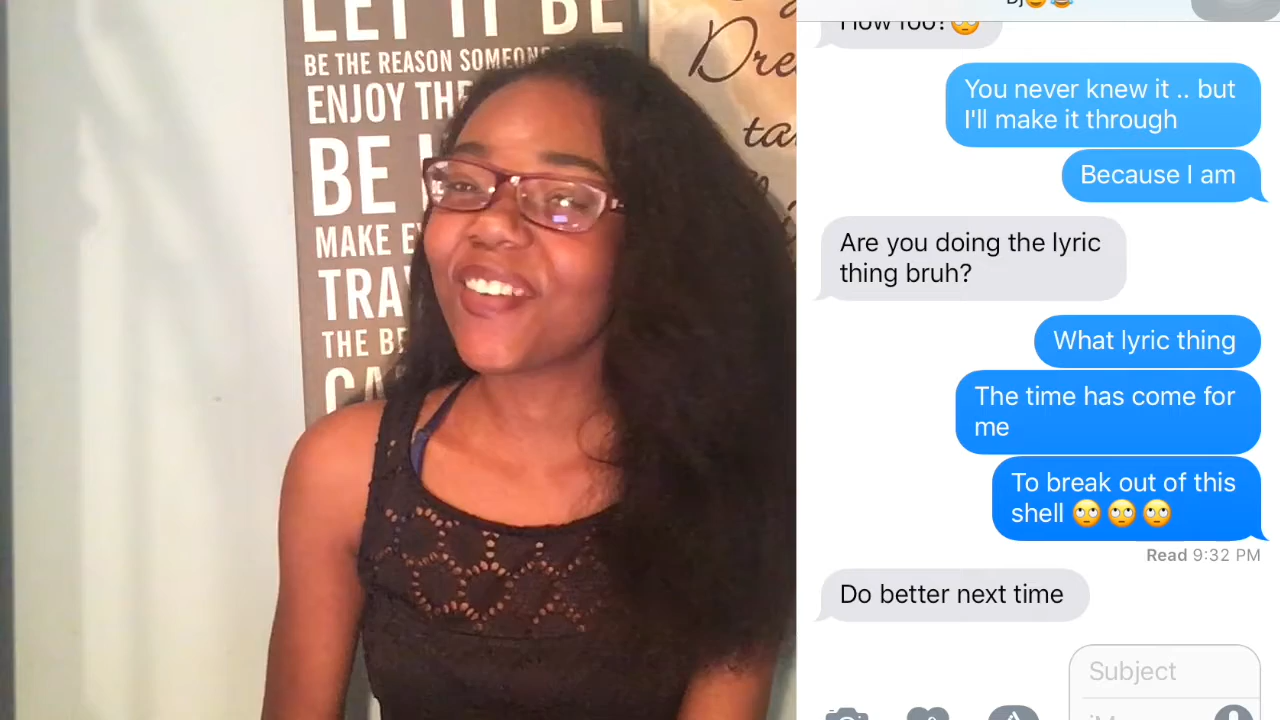 LET IT BE
BE THE REASON SOMEONE
ENJOY THE
BE
MAKE
TRA
THE BE
CA
Dre
ta
You never knew it .. but
I'll make it through
Because I am
Are you doing the lyric
thing bruh?
What lyric thing
The time has come for
me
To break out of this
shell 🙄 🙄 🙄
Read 9:32 PM
Do better next time
Subject